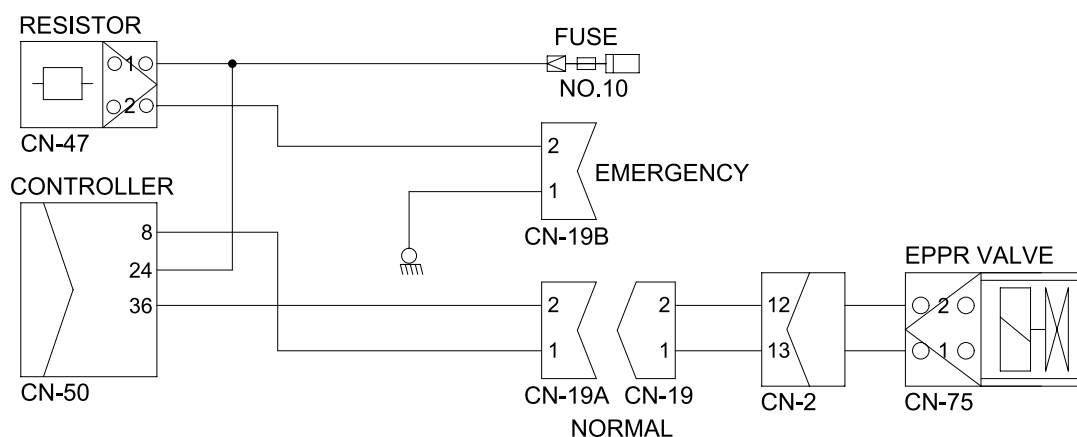 RESISTOR
FUSE
1
2
NO.10
CN-47
2
1
EMERGENCY
CN-19B
CONTROLLER
8
24
36
CN-50
2
1
CN-19A
2
1
CN-19
NORMAL
12
13
CN-2
EPPR VALVE
2
1
CN-75